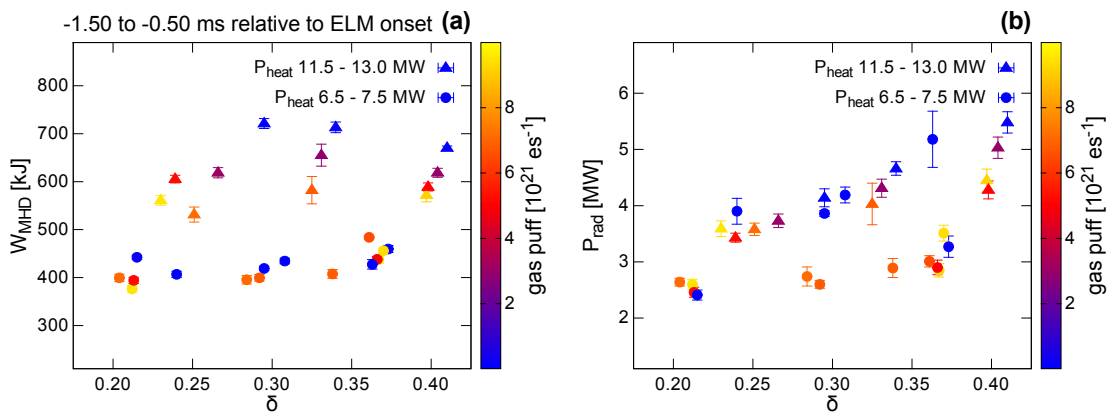 -1.50 to -0.50 ms relative to ELM onset (a)
P_heat 11.5 - 13.0 MW
P_heat 6.5 - 7.5 MW
800
700
600
500
400
300
W_MHD [kJ]
0.20 0.25 0.30 0.35 0.40
δ
8
6
4
2
gas puff [10^21 es^-1]
(b)
P_heat 11.5 - 13.0 MW
P_heat 6.5 - 7.5 MW
6
5
4
3
2
P_rad [MW]
0.20 0.25 0.30 0.35 0.40
δ
8
6
4
2
gas puff [10^21 es^-1]